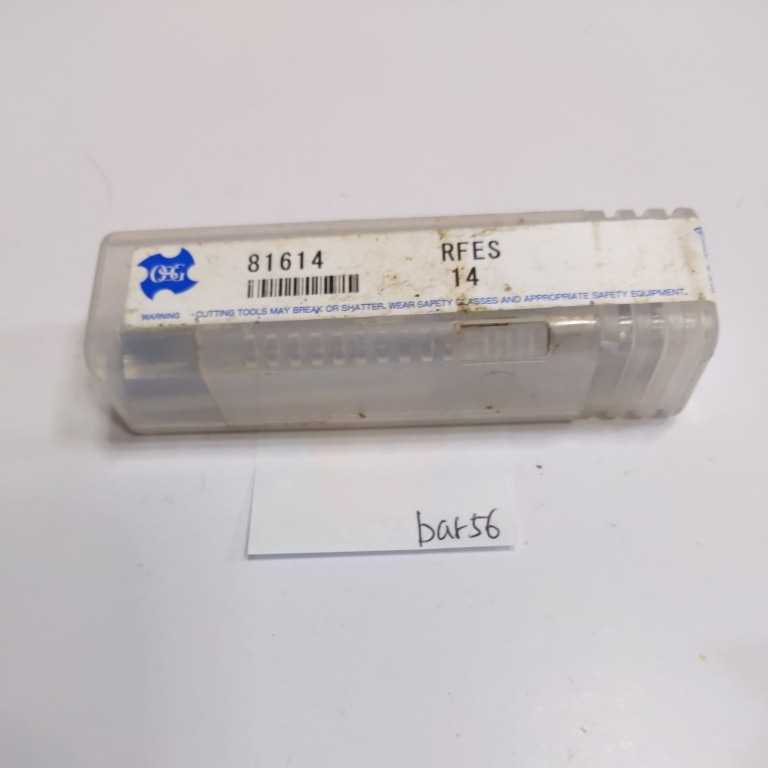 OSG
81614
RFES
14
WARNING - CUTTING TOOLS MAY BREAK OR SHATTER. WEAR SAFETY GLASSES AND APPROPRIATE SAFETY EQUIPMENT.
bar56